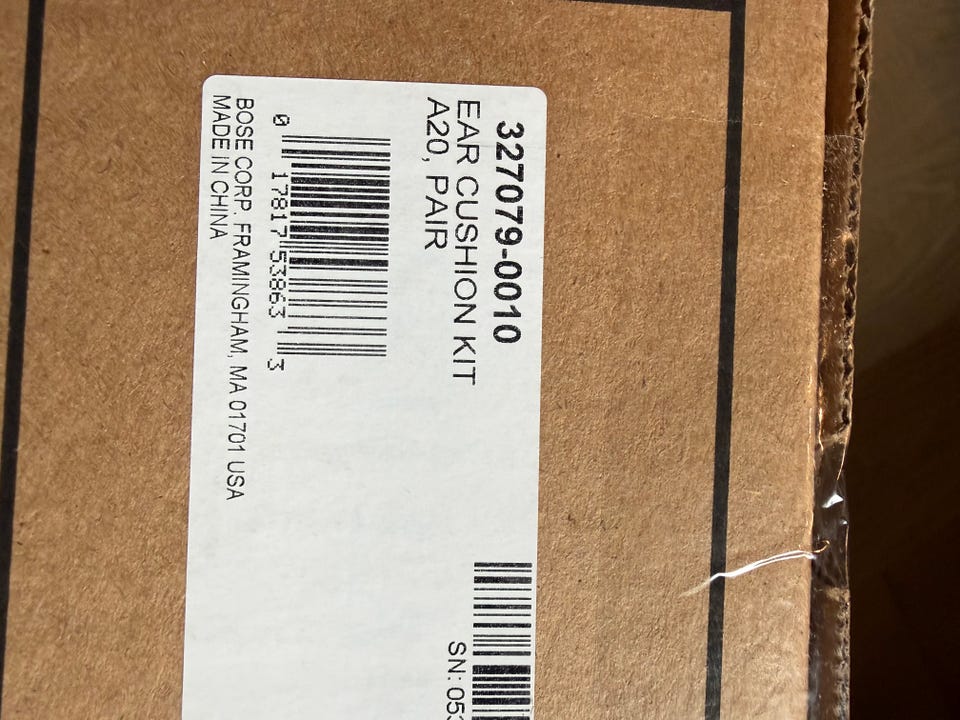 327079-0010
EAR CUSHION KIT
A20, PAIR
0 17817 53863 3
BOSE CORP. FRAMINGHAM, MA 01701 USA
MADE IN CHINA
SN: 053